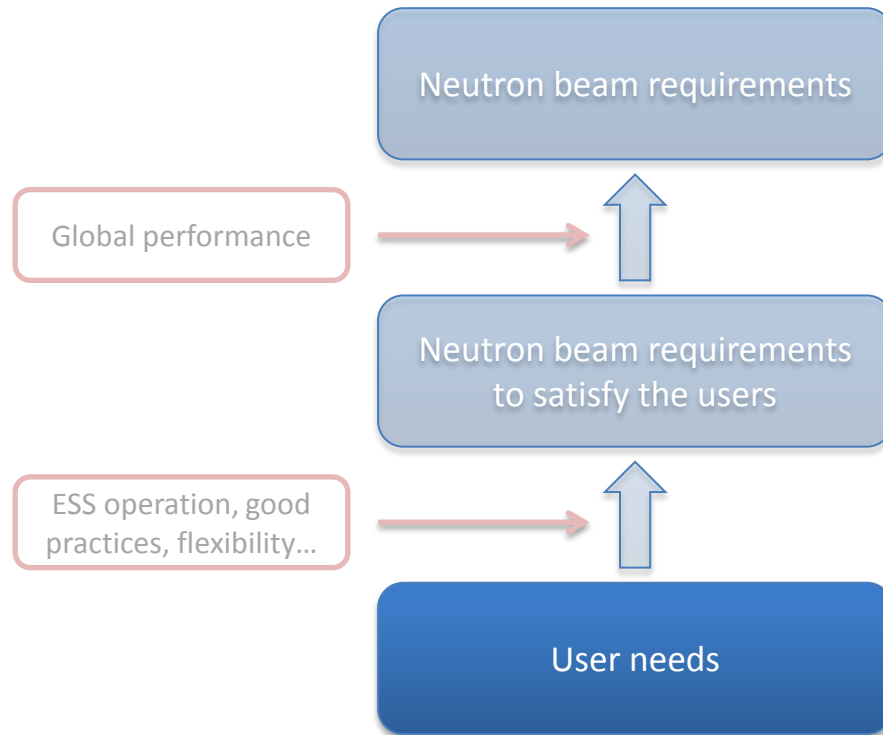 Neutron beam requirements
Global performance
Neutron beam requirements
to satisfy the users
ESS operation, good
practices, flexibility…
User needs